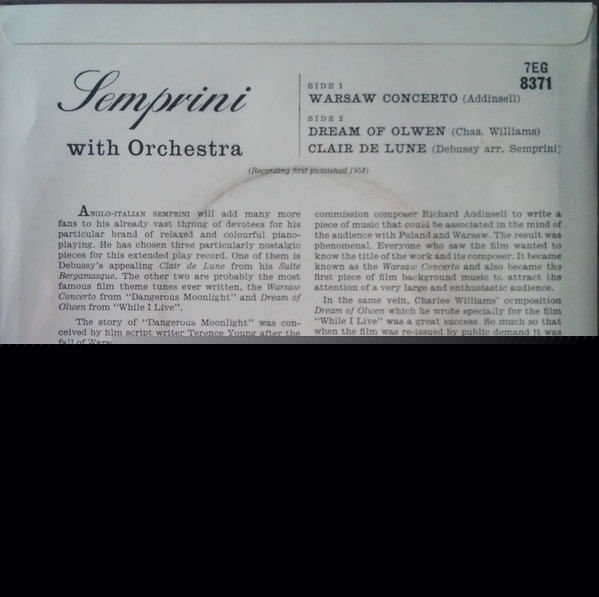 Semprini
with Orchestra
SIDE 1
WARSAW CONCERTO (Addinsell)
SIDE 2
DREAM OF OLWEN (Chas. Williams)
CLAIR DE LUNE (Debussy arr. Semprini)
7EG
8371
(Recording first published 1958)
ANGLO-ITALIAN SEMPRINI will add many more
fans to his already vast throng of devotees for his
particular brand of relaxed and colourful piano-
playing. He has chosen three particularly nostalgic
pieces for this extended play record. One of them is
Debussy's appealing Clair de Lune from his Suite
Bergamasque. The other two are probably the most
famous film theme tunes ever written, the Warsaw
Concerto from "Dangerous Moonlight" and Dream of
Olwen from "While I Live".
The story of "Dangerous Moonlight" was con-
ceived by film script writer Terence Young after the
fall of
commission composer Richard Addinsell to write a
piece of music that could be associated in the mind of
the audience with Poland and Warsaw. The result was
phenomenal. Everyone who saw the film wanted to
know the title of the work and its composer. It became
known as the Warsaw Concerto and also became the
first piece of film background music to attract the
attention of a very large and enthusiastic audience.
In the same vein, Charles Williams' composition
Dream of Olwen which he wrote specially for the film
"While I Live" was a great success. So much so that
when the film was re-issued by public demand it was